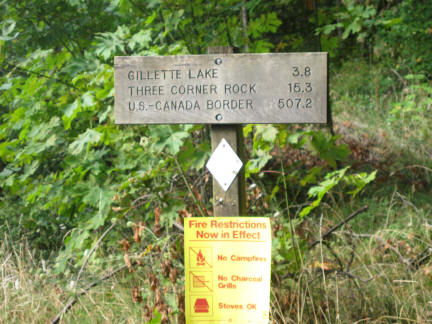 GILLETTE LAKE 3.8
THREE CORNER ROCK 15.3
U.S.-CANADA BORDER 507.2
Fire Restrictions
Now in Effect
No Campfires
No Charcoal
Grills
Stoves OK